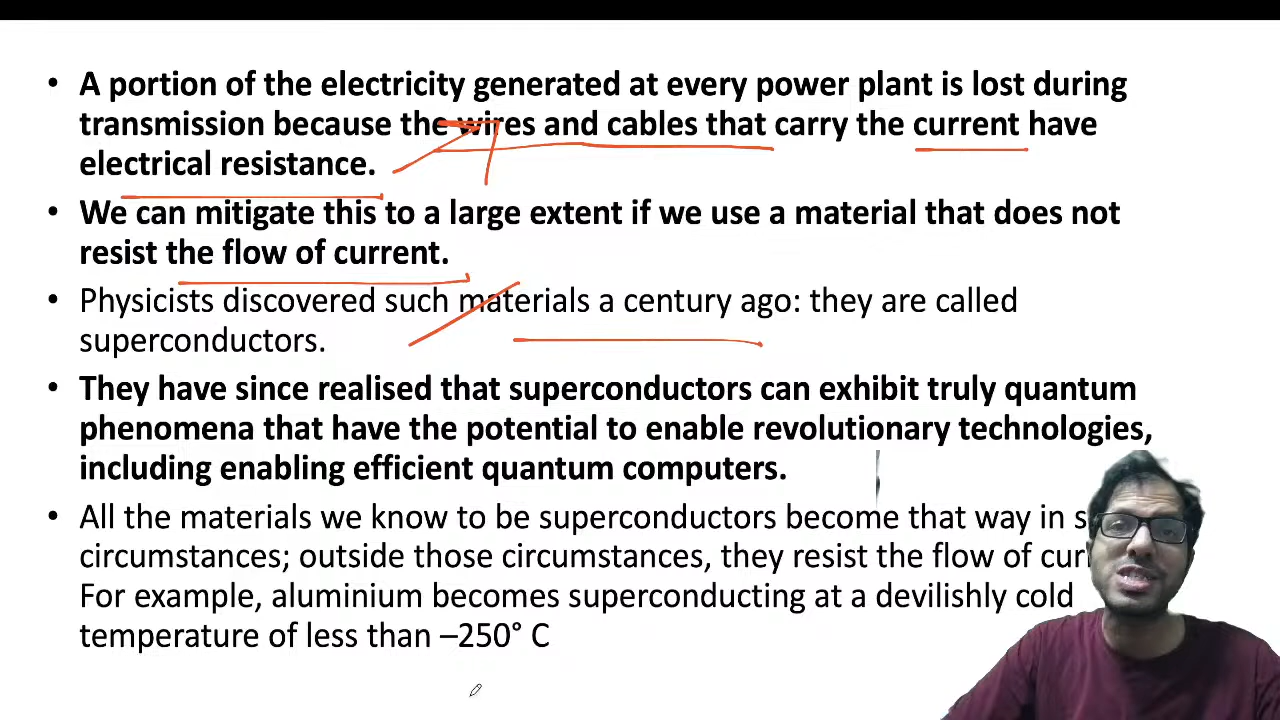 • A portion of the electricity generated at every power plant is lost during
transmission because the wires and cables that carry the current have
electrical resistance.
• We can mitigate this to a large extent if we use a material that does not
resist the flow of current.
• Physicists discovered such materials a century ago: they are called
superconductors.
• They have since realised that superconductors can exhibit truly quantum
phenomena that have the potential to enable revolutionary technologies,
including enabling efficient quantum computers.
• All the materials we know to be superconductors become that way in
circumstances; outside those circumstances, they resist the flow of
For example, aluminium becomes superconducting at a devilishly cold
temperature of less than –250° C